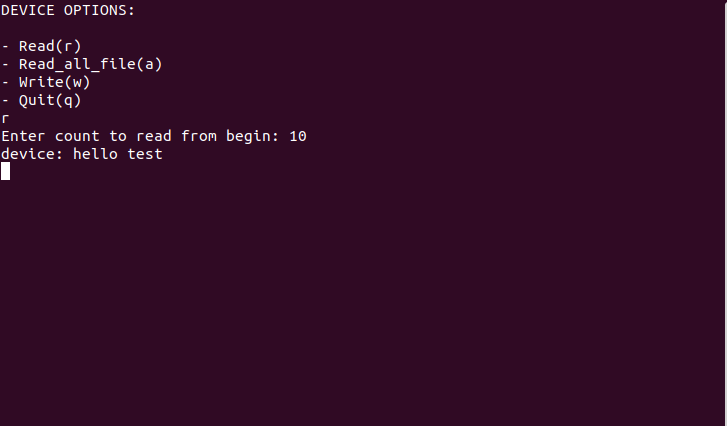 DEVICE OPTIONS:
- Read(r)
- Read_all_file(a)
- Write(w)
- Quit(q)
r
Enter count to read from begin: 10
device: hello test